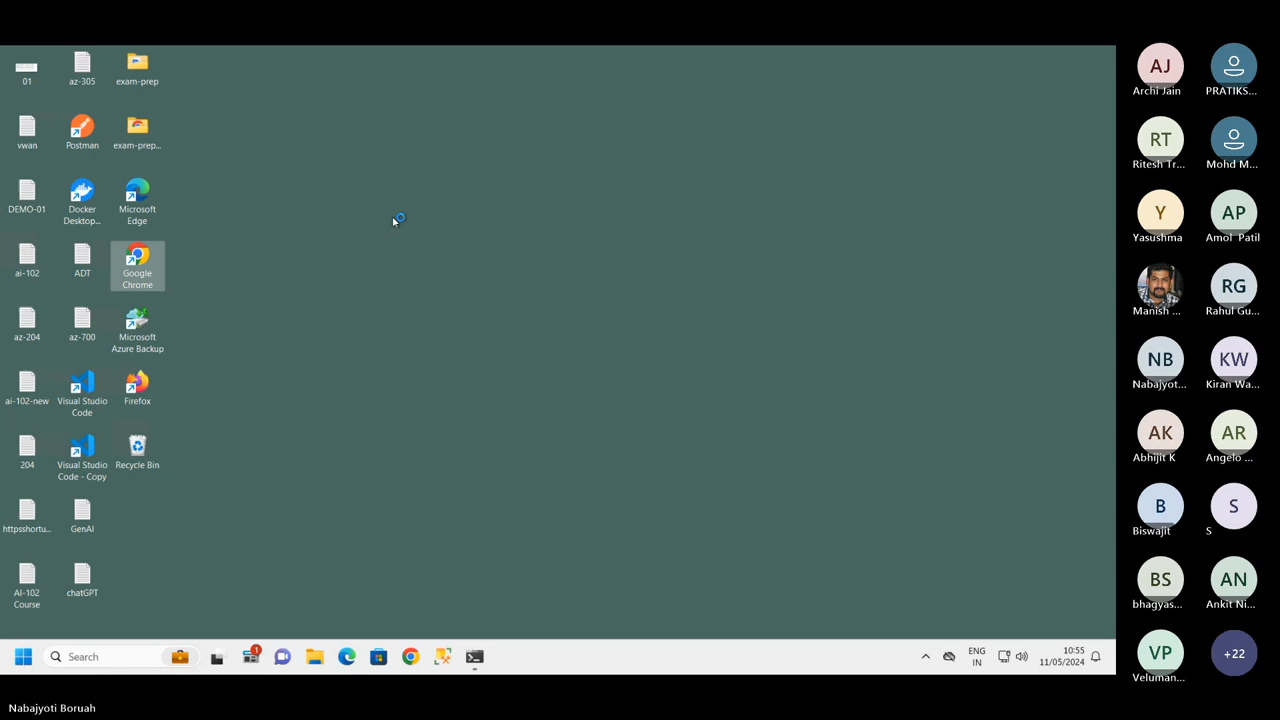 01
az-305
exam-prep
vwan
Postman
exam-prep...
DEMO-01
Docker
Desktop...
Microsoft
Edge
ai-102
ADT
Google
Chrome
az-204
az-700
Microsoft
Azure Backup
ai-102-new
Visual Studio
Code
Firefox
204
Visual Studio
Code - Copy
Recycle Bin
httpsshortu...
GenAI
AI-102
Course
chatGPT
Search
1
ENG
IN
10:55
11/05/2024
AJ
Archi Jain
PRATIKS...
RT
Ritesh Tr...
Mohd M...
Y
Yasushma
AP
Amol Patil
Manish ...
RG
Rahul Gu...
NB
Nabajyot...
KW
Kiran Wa...
AK
Abhijit K
AR
Angelo ...
B
Biswajit
S
S
BS
bhagyas...
AN
Ankit Ni...
VP
Veluman...
+22
Nabajyoti Boruah